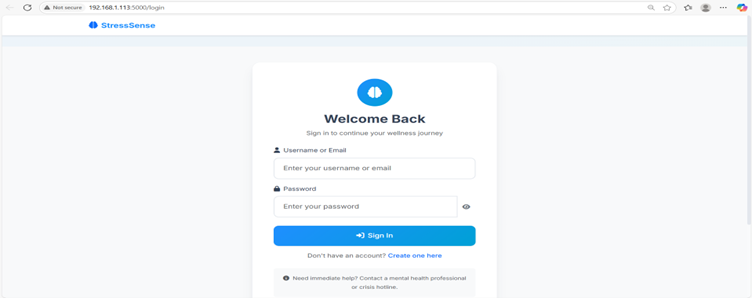 Not secure 192.168.1.113:5000/login
StressSense
Welcome Back
Sign in to continue your wellness journey
Username or Email
Enter your username or email
Password
Enter your password
Sign In
Don't have an account? Create one here
Need immediate help? Contact a mental health professional
or crisis hotline.